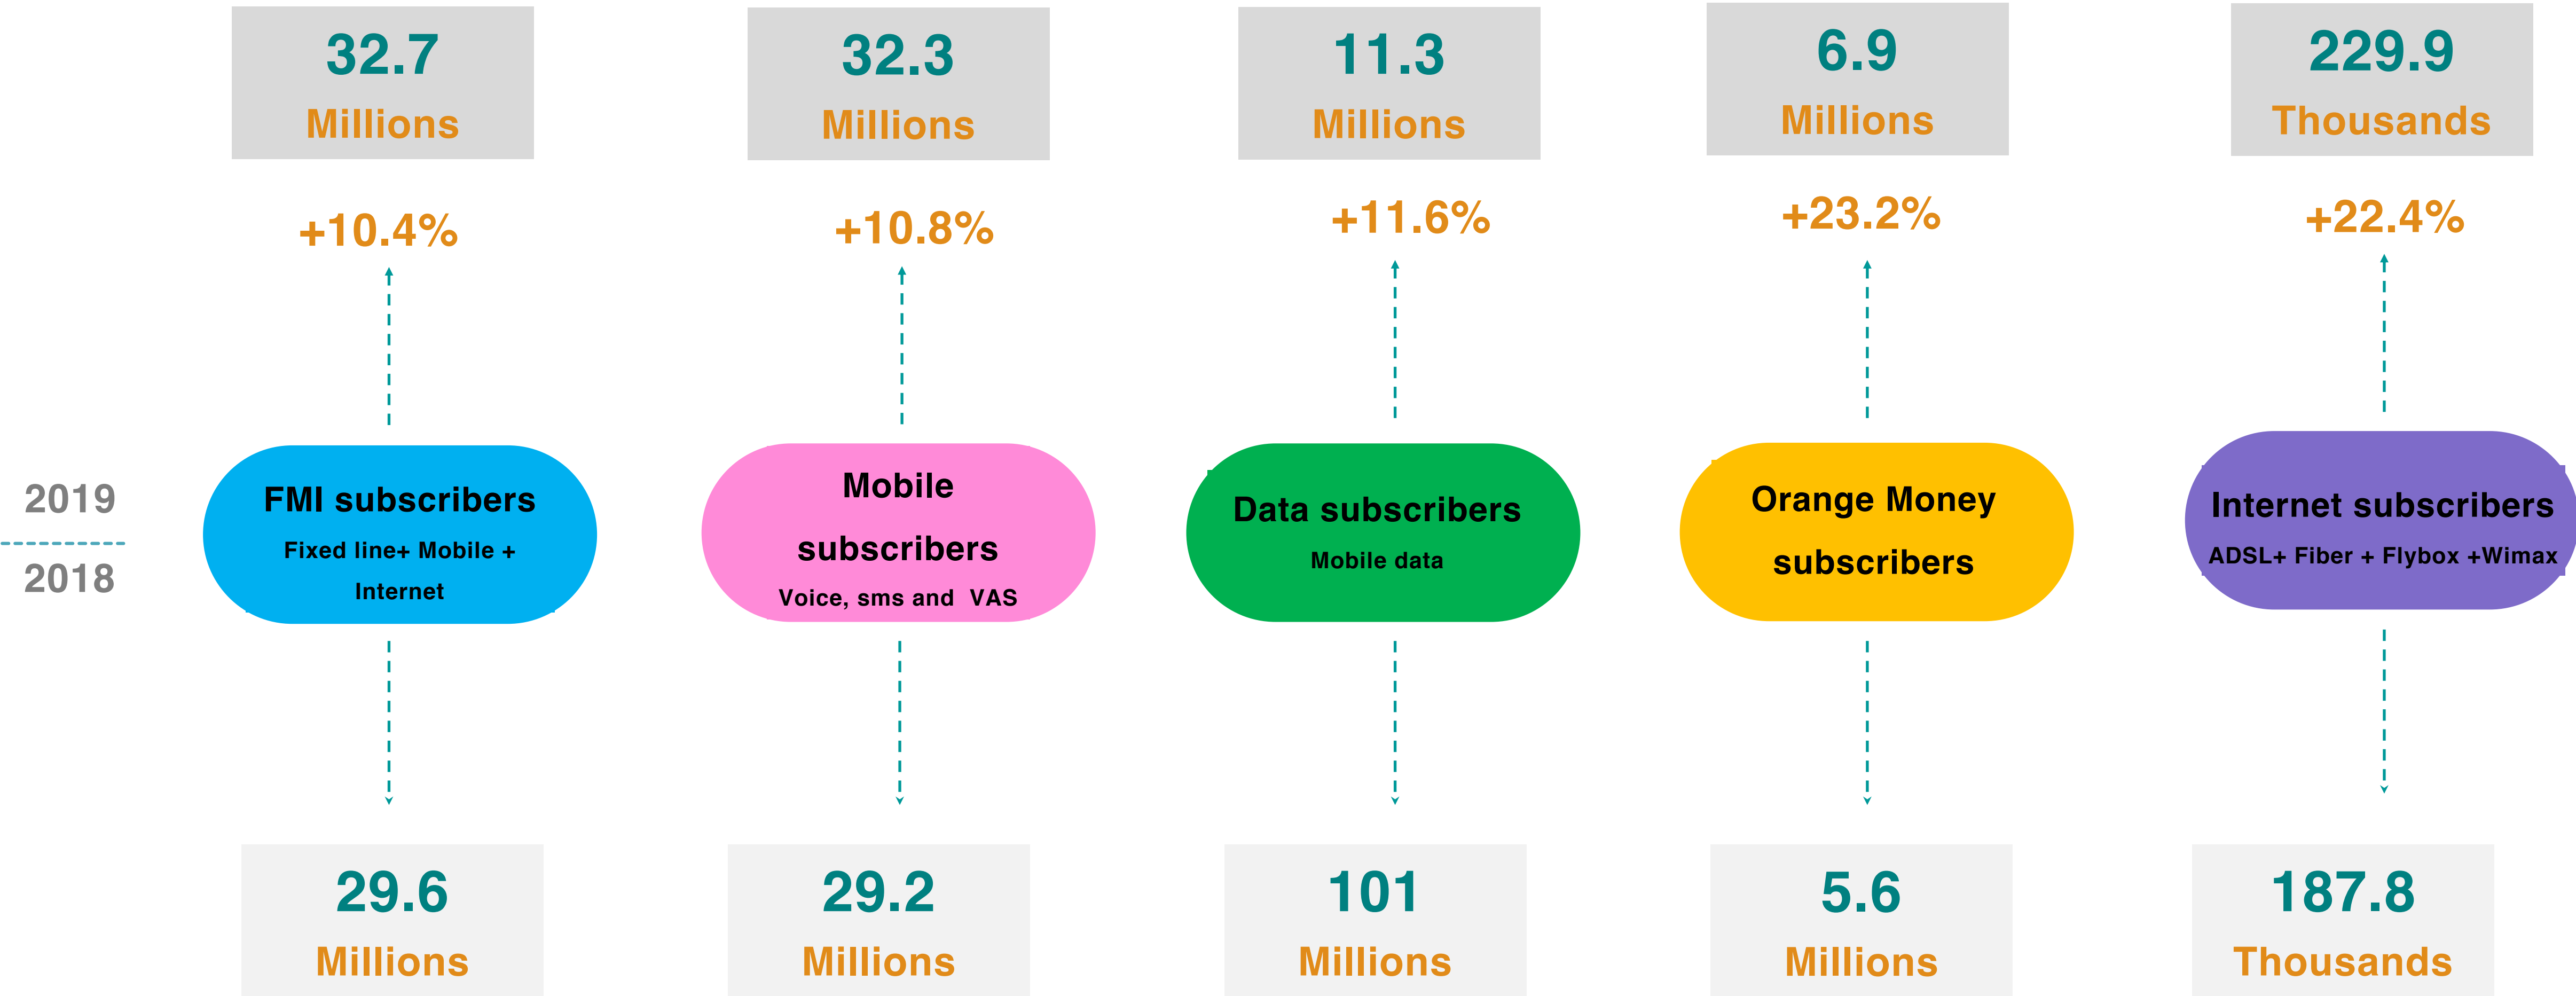 32.7
Millions
32.3
Millions
11.3
Millions
6.9
Millions
229.9
Thousands
+10.4%
+10.8%
+11.6%
+23.2%
+22.4%
2019
2018
FMI subscribers
Fixed line+ Mobile +
Internet
Mobile
subscribers
Voice, sms and VAS
Data subscribers
Mobile data
Orange Money
subscribers
Internet subscribers
ADSL+ Fiber + Flybox +Wimax
29.6
Millions
29.2
Millions
101
Millions
5.6
Millions
187.8
Thousands